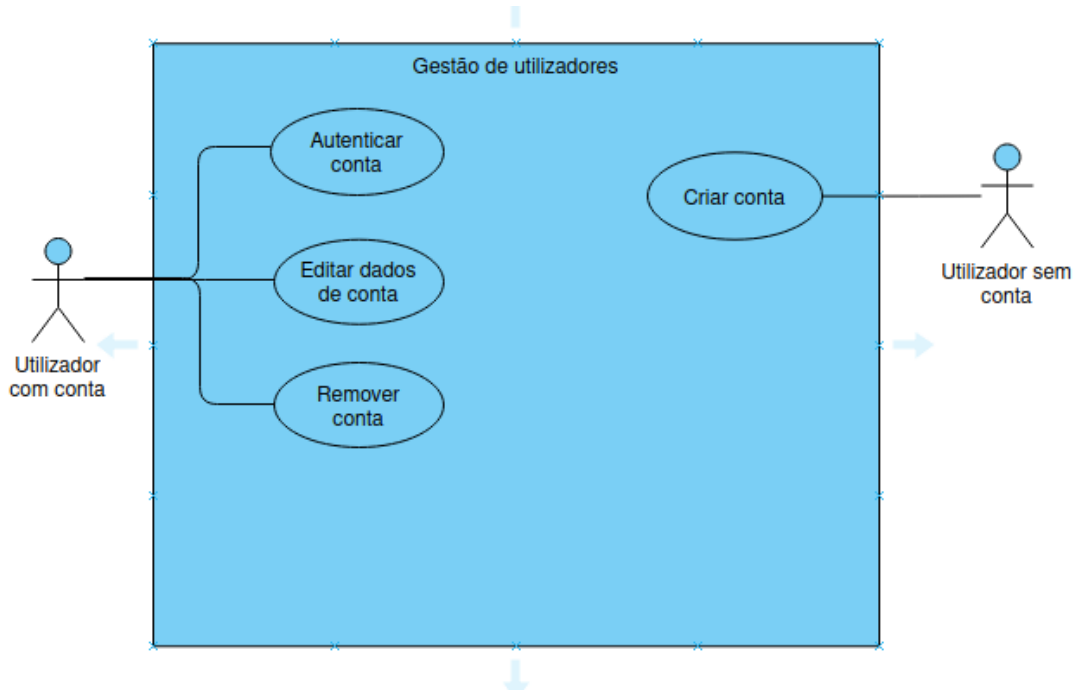 Gestão de utilizadores
Autenticar
conta
Criar conta
Editar dados
de conta
Utilizador sem
conta
Utilizador
com conta
Remover
conta